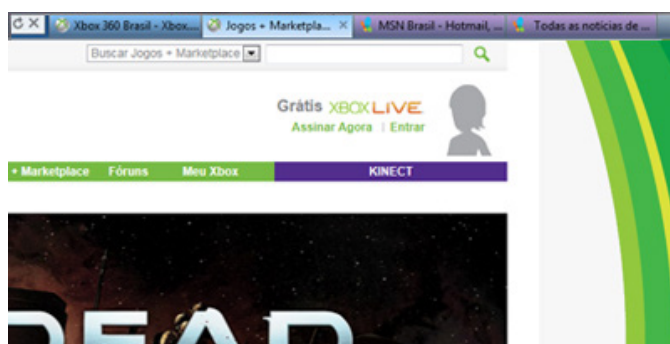 Xbox 360 Brasil - Xbox.... Jogos + Marketpla... MSN Brasil - Hotmail, ... Todas as notícias de ...
Buscar Jogos + Marketplace
Grátis XBOX LIVE
Assinar Agora | Entrar
+ Marketplace Fóruns Meu Xbox KINECT
DEAD